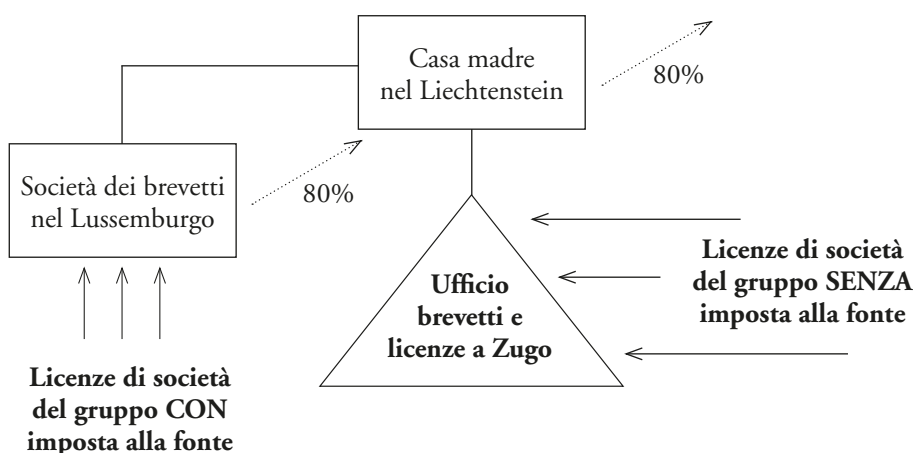 Casa madre
nel Liechtenstein
80%
Società dei brevetti
nel Lussemburgo
80%
Ufficio
brevetti e
licenze a Zugo
Licenze di società
del gruppo SENZA
imposta alla fonte
Licenze di società
del gruppo CON
imposta alla fonte